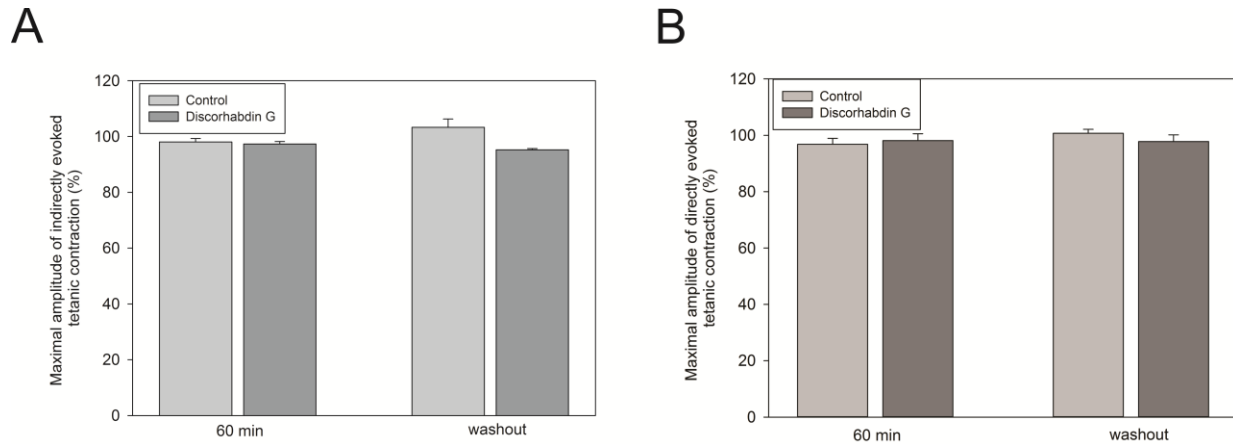 A
Maximal amplitude of indirectly evoked
tetanic contraction (%)
120
100
80
60
40
20
0
Control
Discorhabdin G
60 min
washout
B
Maximal amplitude of directly evoked
tetanic contraction (%)
120
100
80
60
40
20
0
Control
Discorhabdin G
60 min
washout